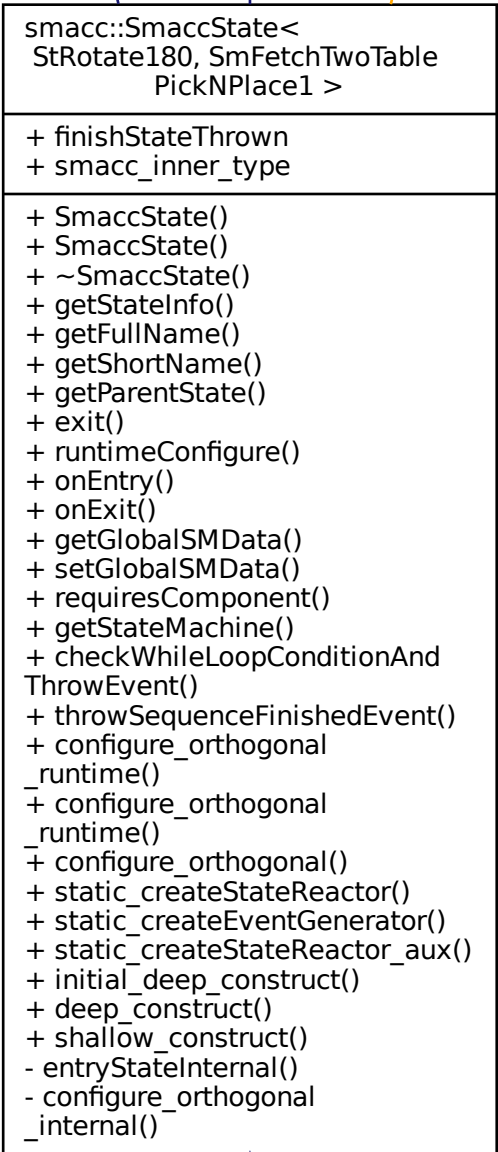 smacc::SmaccState<
StRotate180, SmFetchTwoTable
PickNPlace1 >
+ finishStateThrown
+ smacc_inner_type
+ SmaccState()
+ SmaccState()
+ ~SmaccState()
+ getStateInfo()
+ getFullName()
+ getShortName()
+ getParentState()
+ exit()
+ runtimeConfigure()
+ onEntry()
+ onExit()
+ getGlobalSMData()
+ setGlobalSMData()
+ requiresComponent()
+ getStateMachine()
+ checkWhileLoopConditionAnd
ThrowEvent()
+ throwSequenceFinishedEvent()
+ configure_orthogonal
_runtime()
+ configure_orthogonal
_runtime()
+ configure_orthogonal()
+ static_createStateReactor()
+ static_createEventGenerator()
+ static_createStateReactor_aux()
+ initial_deep_construct()
+ deep_construct()
+ shallow_construct()
- entryStateInternal()
- configure_orthogonal
_internal()